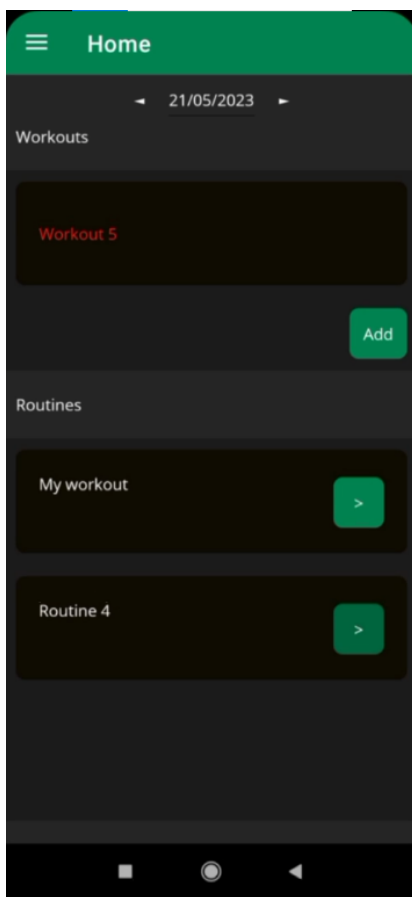 Home
◄ 21/05/2023 ►
Workouts
Workout 5
Add
Routines
My workout
>
Routine 4
>